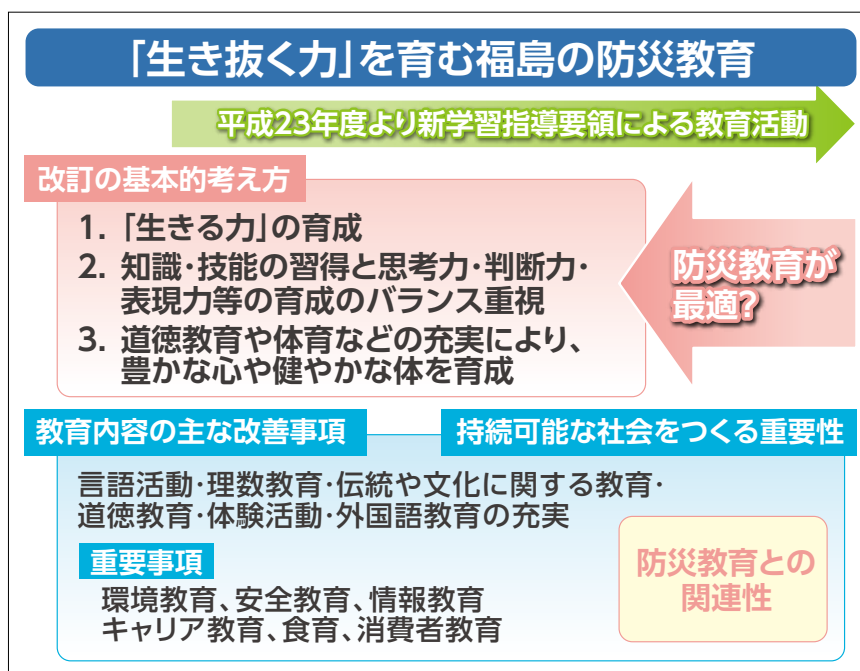 「生き抜く力」を育む福島の防災教育
平成23年度より新学習指導要領による教育活動
改訂の基本的考え方
1. 「生きる力」の育成
2. 知識・技能の習得と思考力・判断力・
表現力等の育成のバランス重視
3. 道徳教育や体育などの充実により、
豊かな心や健やかな体を育成
防災教育が
最適?
教育内容の主な改善事項
持続可能な社会をつくる重要性
言語活動・理数教育・伝統や文化に関する教育・
道徳教育・体験活動・外国語教育の充実
重要事項
環境教育、安全教育、情報教育
キャリア教育、食育、消費者教育
防災教育との
関連性